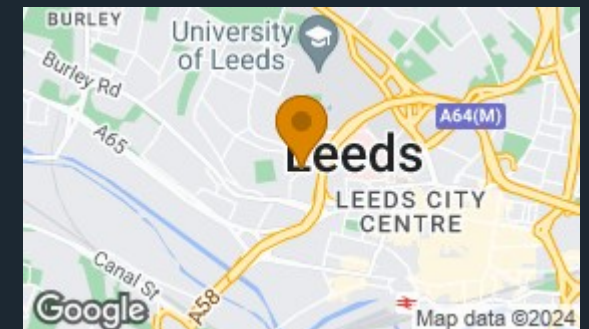 BURLEY
University
of Leeds
Burley Rd
A65
A64(M)
Leeds
LEEDS CITY
CENTRE
Canal St
A58
Google
Map data ©2024